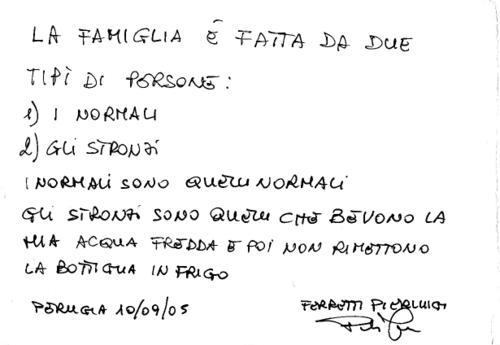 LA FAMIGLIA È FATTA DA DUE
TIPI DI PERSONE:
1) I NORMALI
2) GLI STRONZI
I NORMALI SONO QUELLI NORMALI
GLI STRONZI SONO QUELLI CHE BEVONO LA
MIA ACQUA FREDDA E POI NON RIMETTONO
LA BOTTIGLIA IN FRIGO
PERUGIA 10/09/05 FERRETTI PIERLUIGI